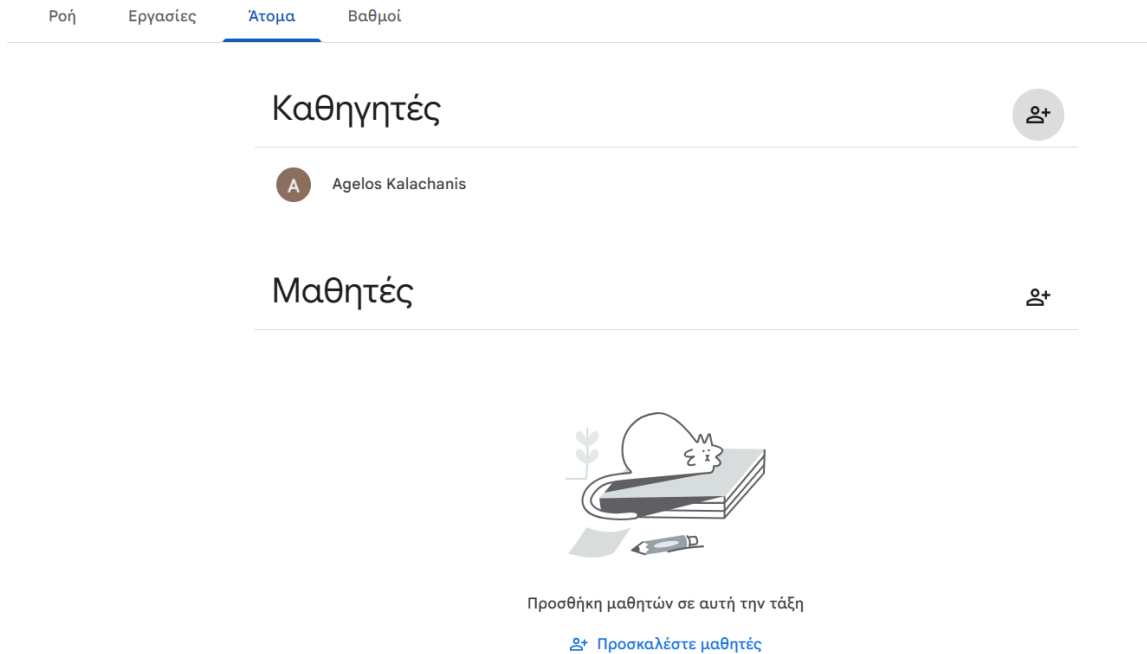 Ροή Εργασίες Άτομα Βαθμοί
Καθηγητές
A Agelos Kalachanis
Μαθητές
Προσθήκη μαθητών σε αυτή την τάξη
Προσκαλέστε μαθητές